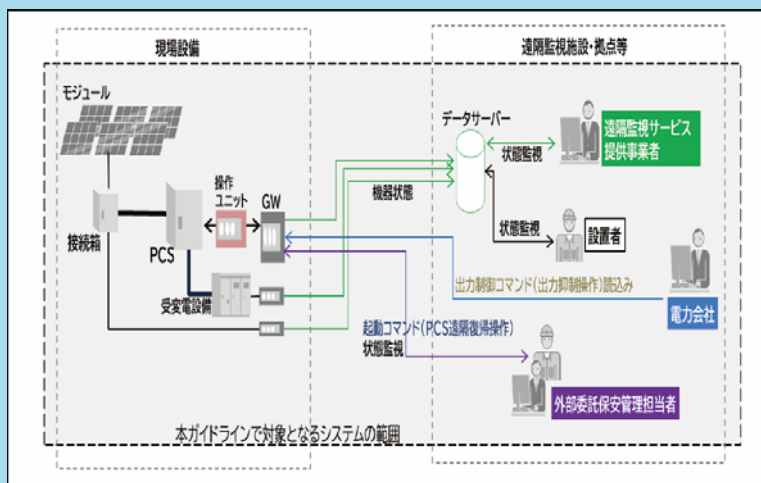 現場設備
遠隔監視施設・拠点等
モジュール
データサーバー
遠隔監視サービス
提供事業者
状態監視
操作
ユニット
GW
機器状態
接続箱
PCS
状態監視
設置者
受変電設備
出力制御コマンド(出力抑制操作)読込み
電力会社
起動コマンド(PCS遠隔復帰操作)
状態監視
外部委託保安管理担当者
本ガイドラインで対象となるシステムの範囲